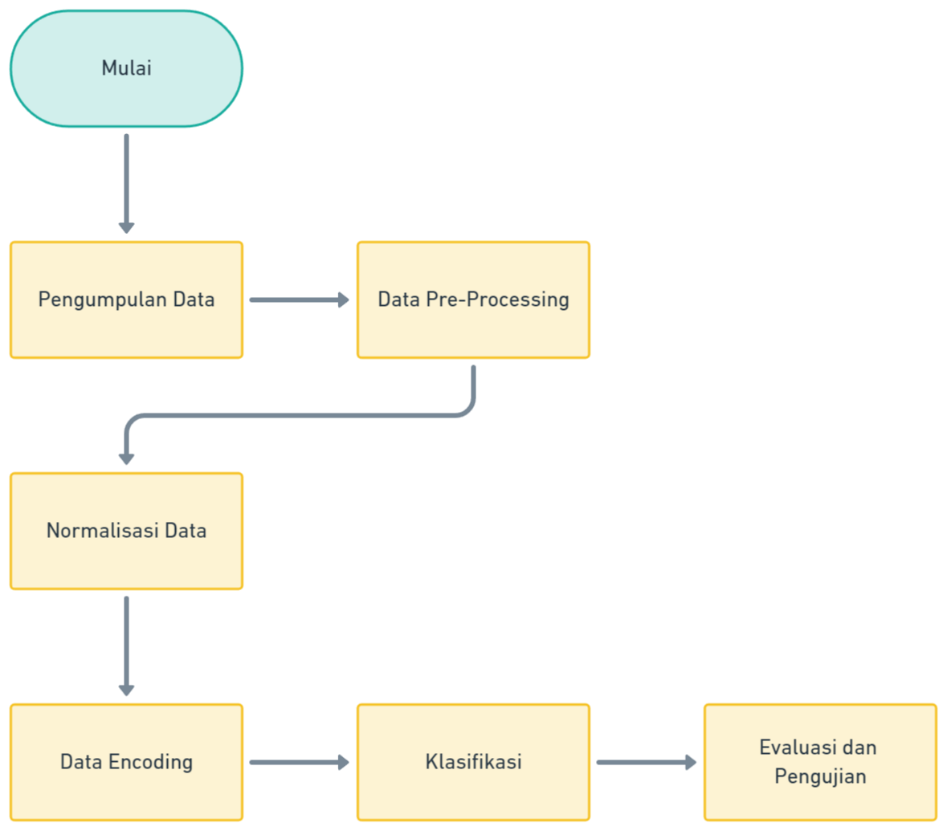 Mulai
Pengumpulan Data
Data Pre-Processing
Normalisasi Data
Data Encoding
Klasifikasi
Evaluasi dan
Pengujian